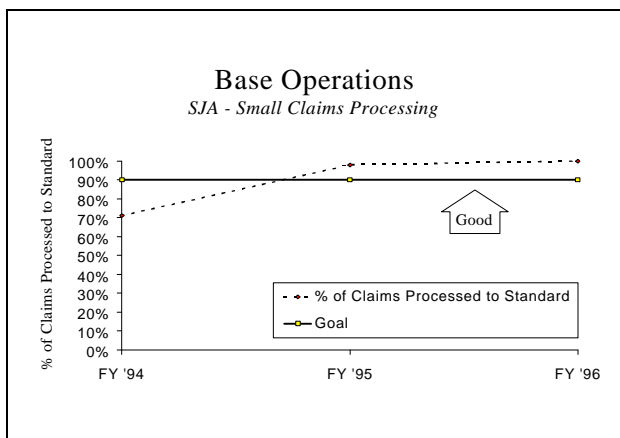 Base Operations
SJA - Small Claims Processing
% of Claims Processed to Standard
100%
90%
80%
70%
60%
50%
40%
30%
20%
10%
0%
Good
% of Claims Processed to Standard
Goal
FY '94
FY '95
FY '96